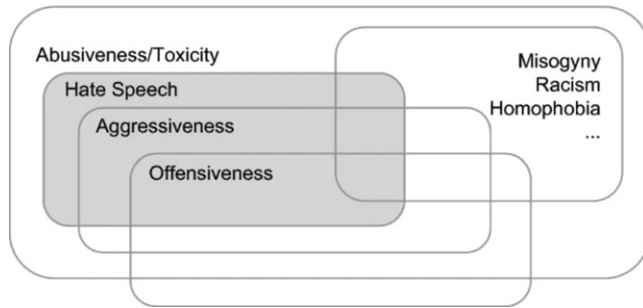 Abusiveness/Toxicity
Hate Speech
Aggressiveness
Offensiveness
Misogyny
Racism
Homophobia
...